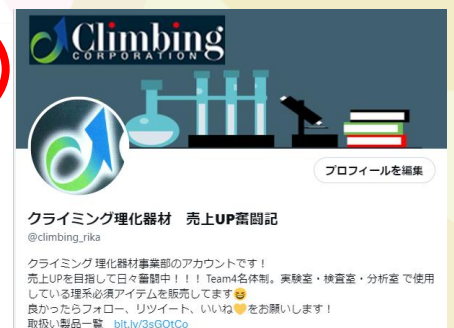 Climbing
CORPORATION
プロフィールを編集
クライミング理化器材 売上UP奮闘記
@climbing_rika
クライミング 理化器材事業部のアカウントです！
売上UPを目指して日々奮闘中！！！ Team4名体制。実験室・検査室・分析室 で使用
している理系必須アイテムを販売してます😆
良かったらフォロー、リツイート、いいね💛をお願いします！
取扱い製品一覧 bit.ly/3sGOtCo